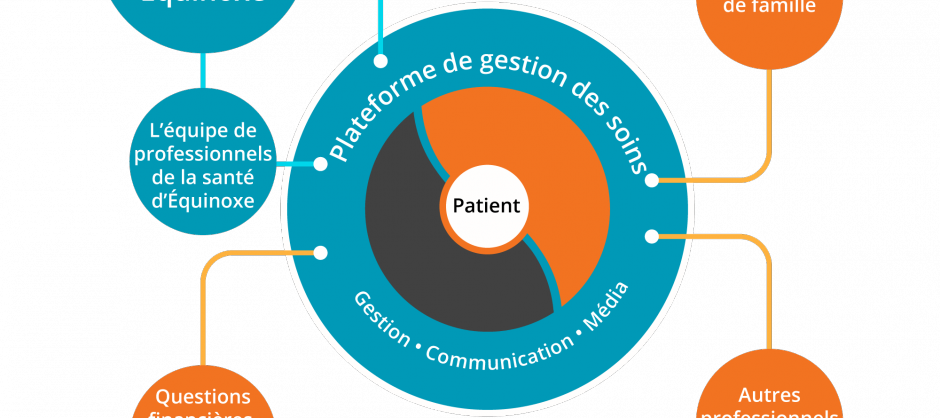 Équinoxe
de famille
Plateforme de gestion des soins
L'équipe de
professionnels
de la santé
d'Équinoxe
Patient
Gestion • Communication • Média
Questions
financières
Autres
professionnels